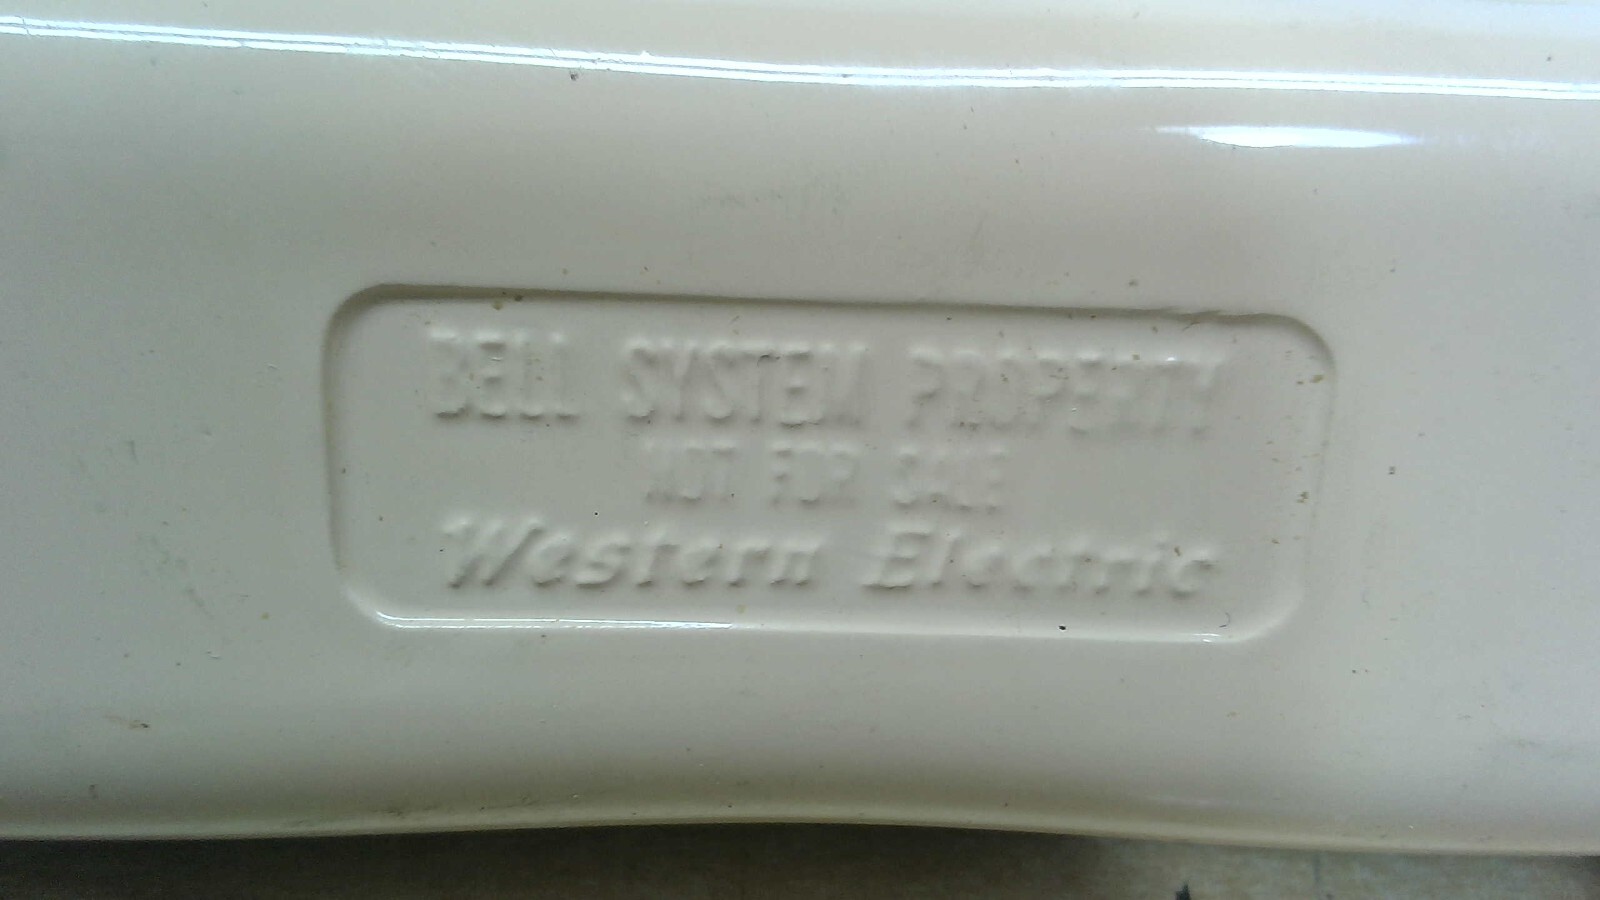 BELL SYSTEM PROPERTY
NOT FOR SALE
Western Electric